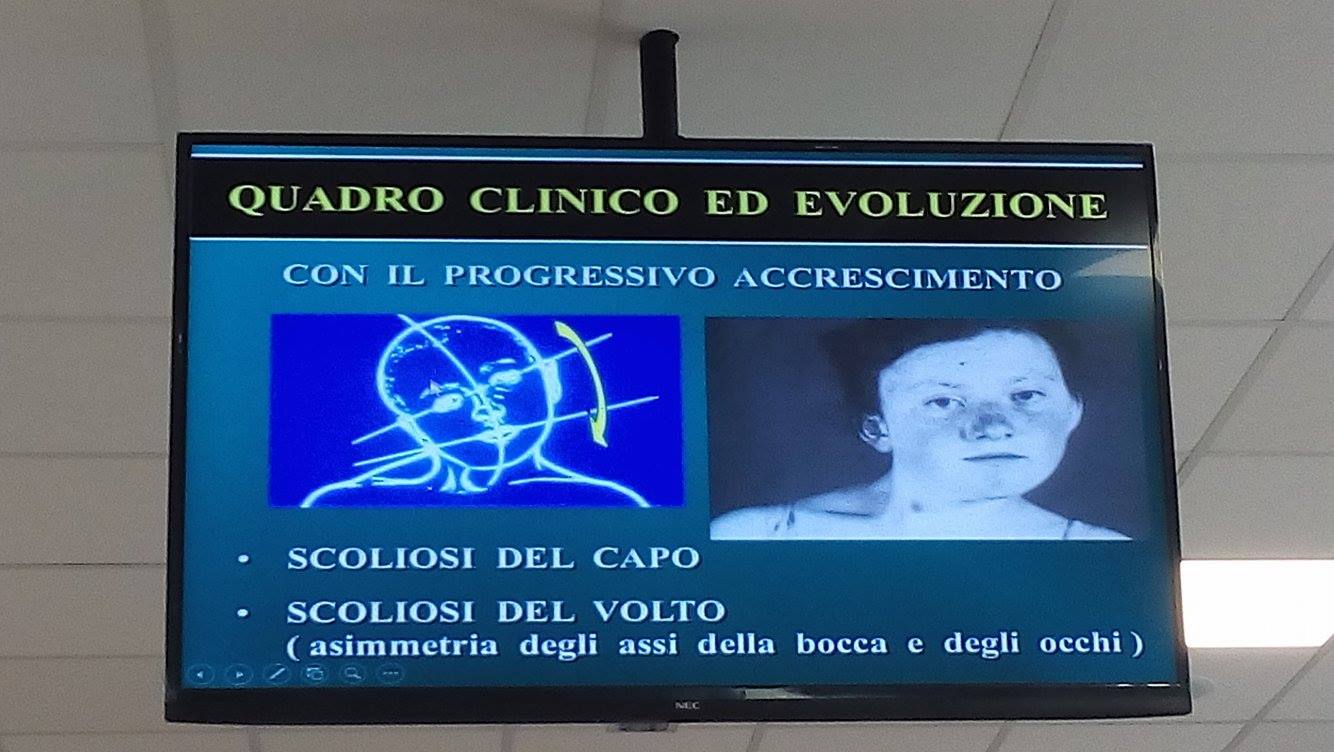 QUADRO CLINICO ED EVOLUZIONE
CON IL PROGRESSIVO ACCRESCIMENTO
• SCOLIOSI DEL CAPO
• SCOLIOSI DEL VOLTO
( asimmetria degli assi della bocca e degli occhi )
NEC